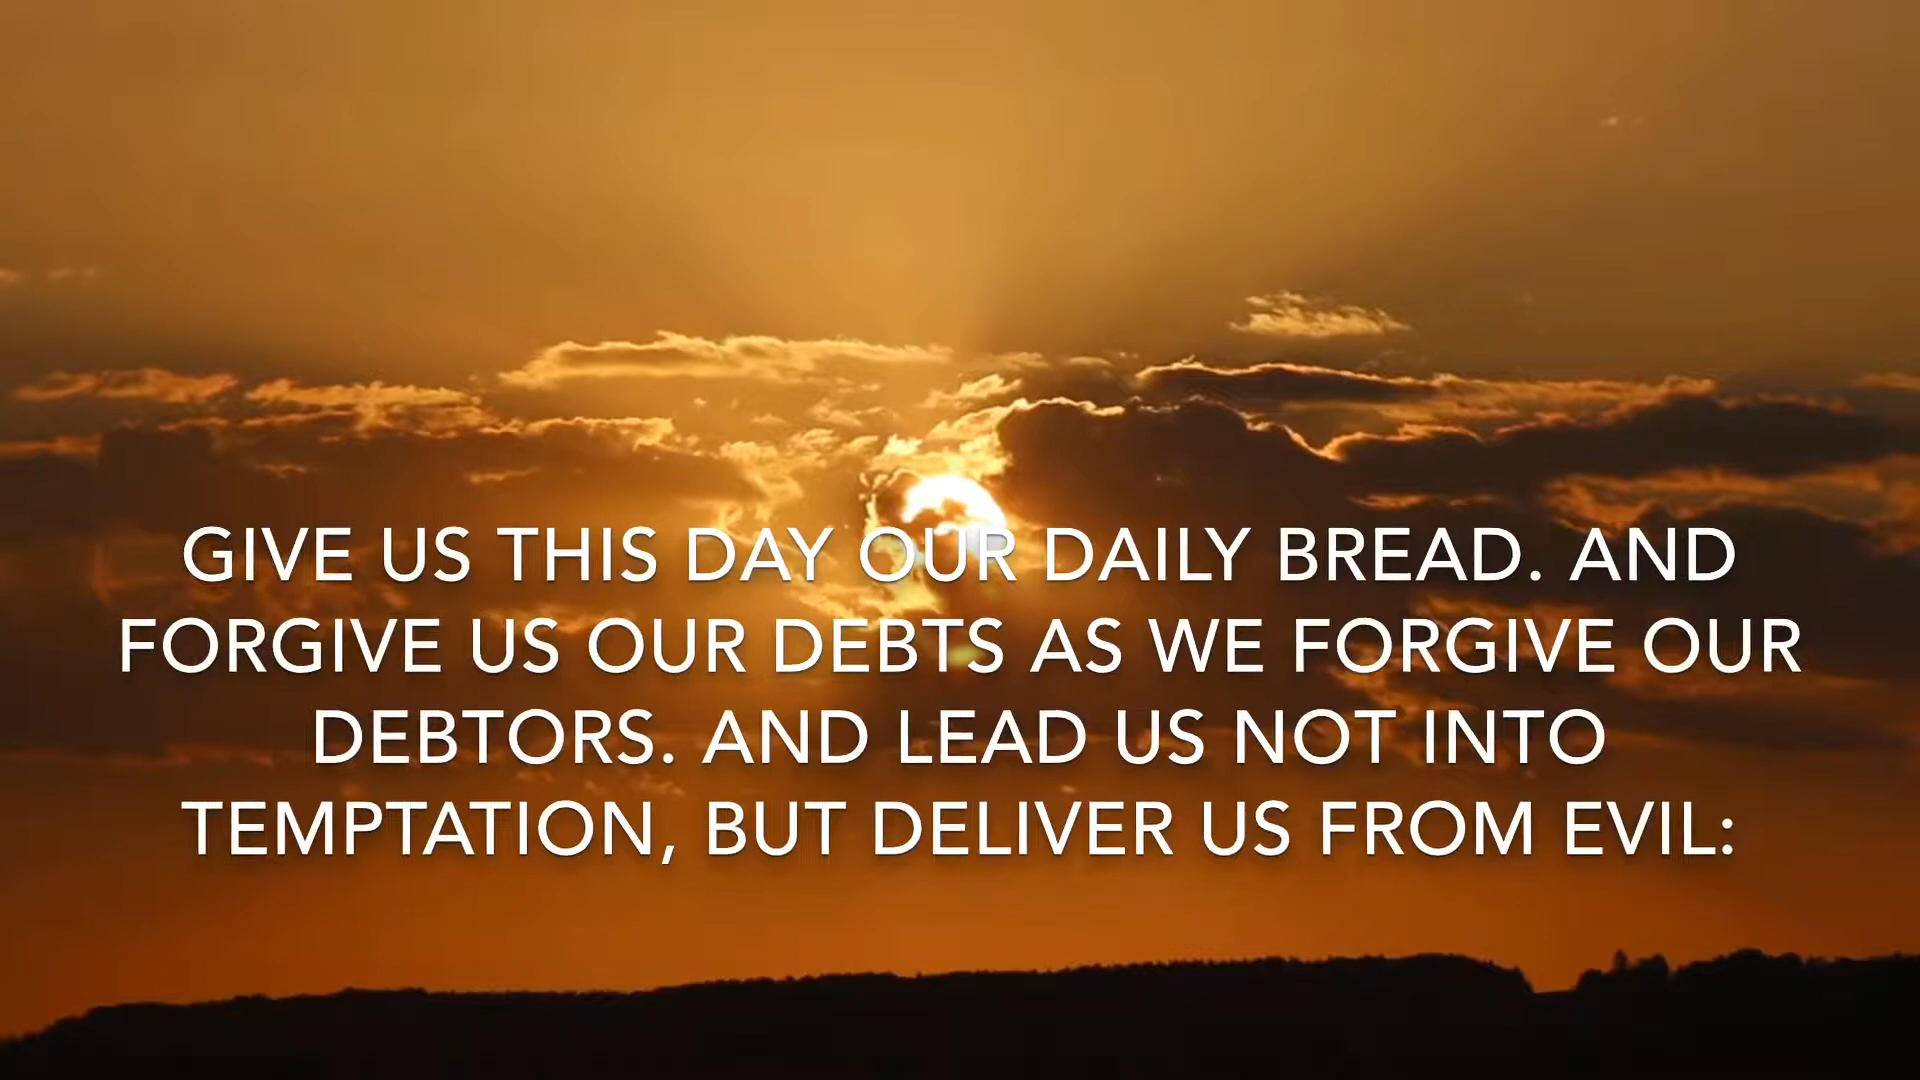 GIVE US THIS DAY OUR DAILY BREAD. AND
FORGIVE US OUR DEBTS AS WE FORGIVE OUR
DEBTORS. AND LEAD US NOT INTO
TEMPTATION, BUT DELIVER US FROM EVIL: